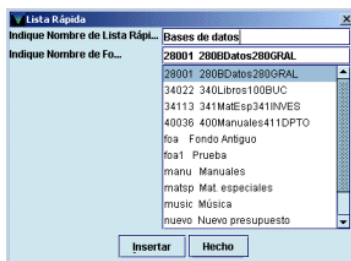 Lista Rápida
Indique Nombre de Lista Rápi... Bases de datos
Indique Nombre de Fo... 28001 280BDatos280GRAL
28001 280BDatos280GRAL
34022 340Libros100BUC
34113 341MatEsp341INVES
40036 400Manuales411DPTO
foa Fondo Antiguo
foa1 Prueba
manu Manuales
matsp Mat. especiales
music Música
nuevo Nuevo presupuesto
Insertar Hecho